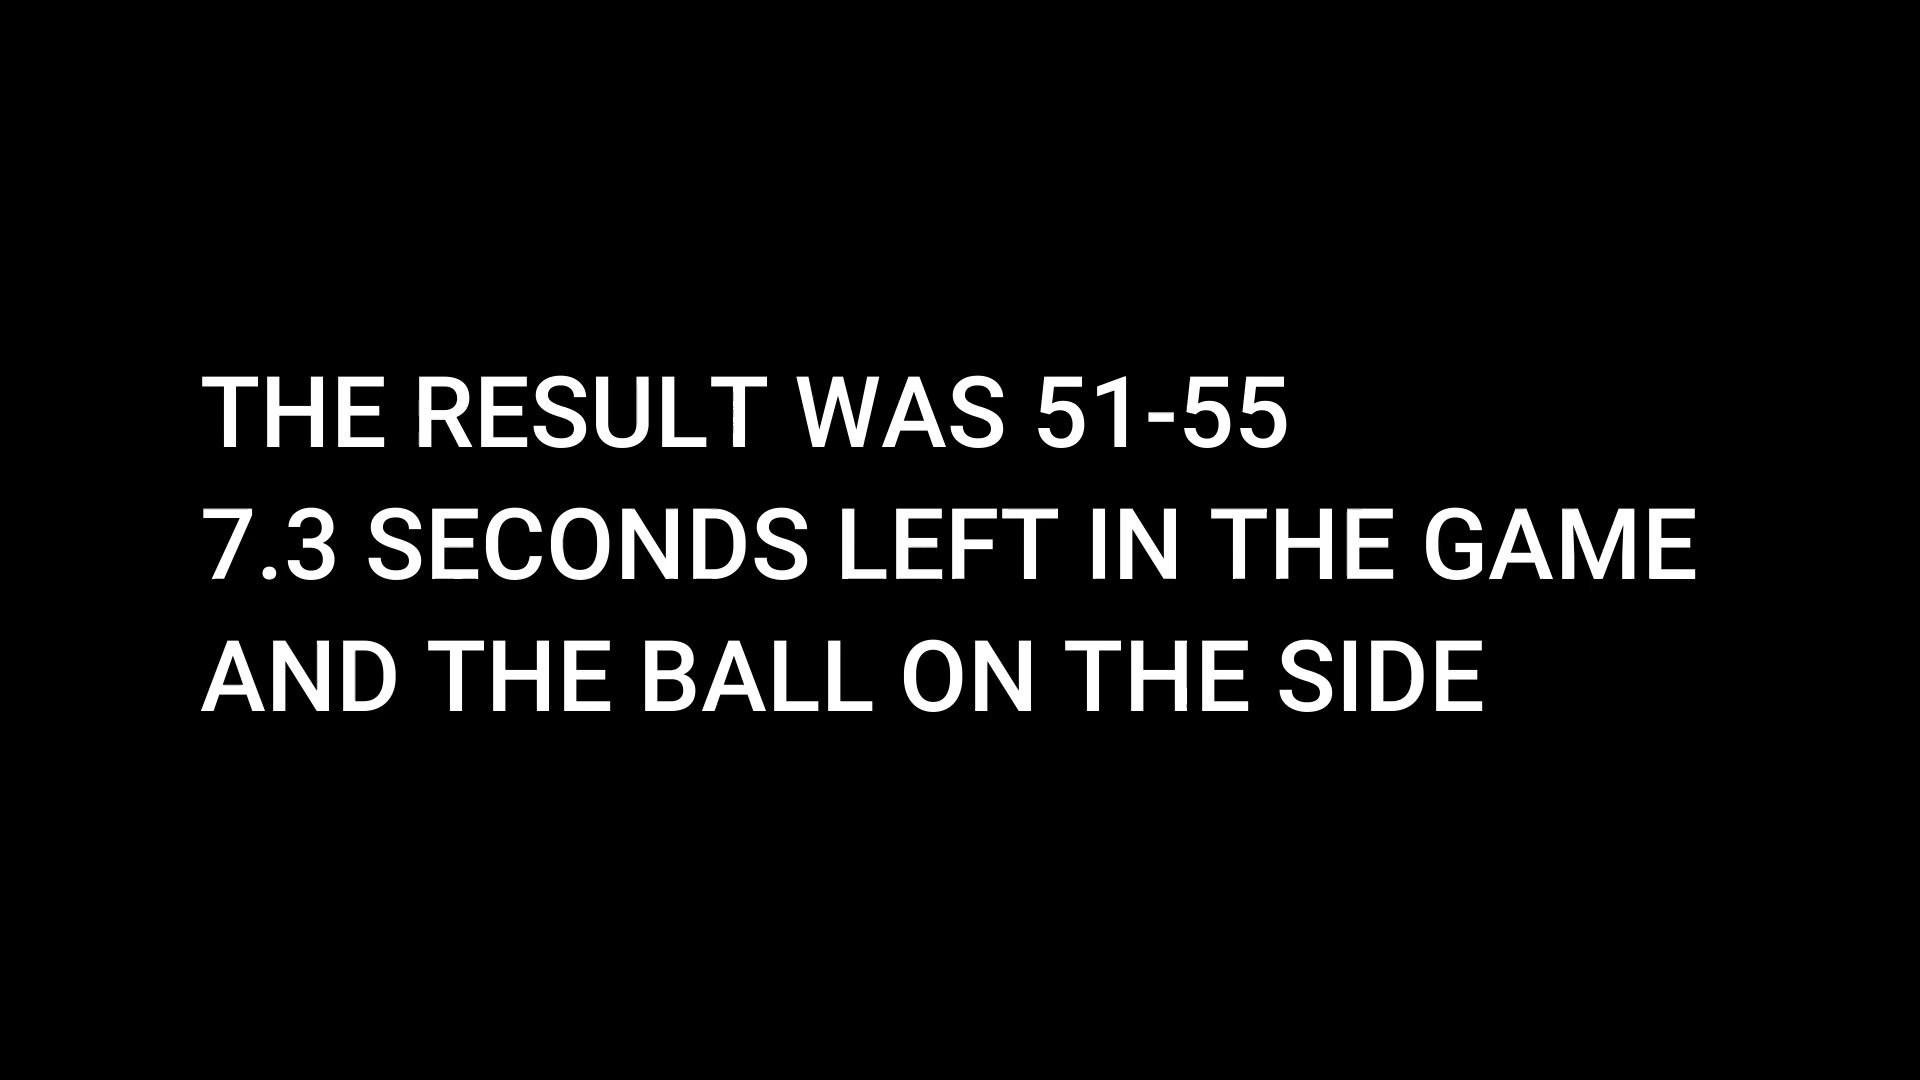 THE RESULT WAS 51-55
7.3 SECONDS LEFT IN THE GAME
AND THE BALL ON THE SIDE